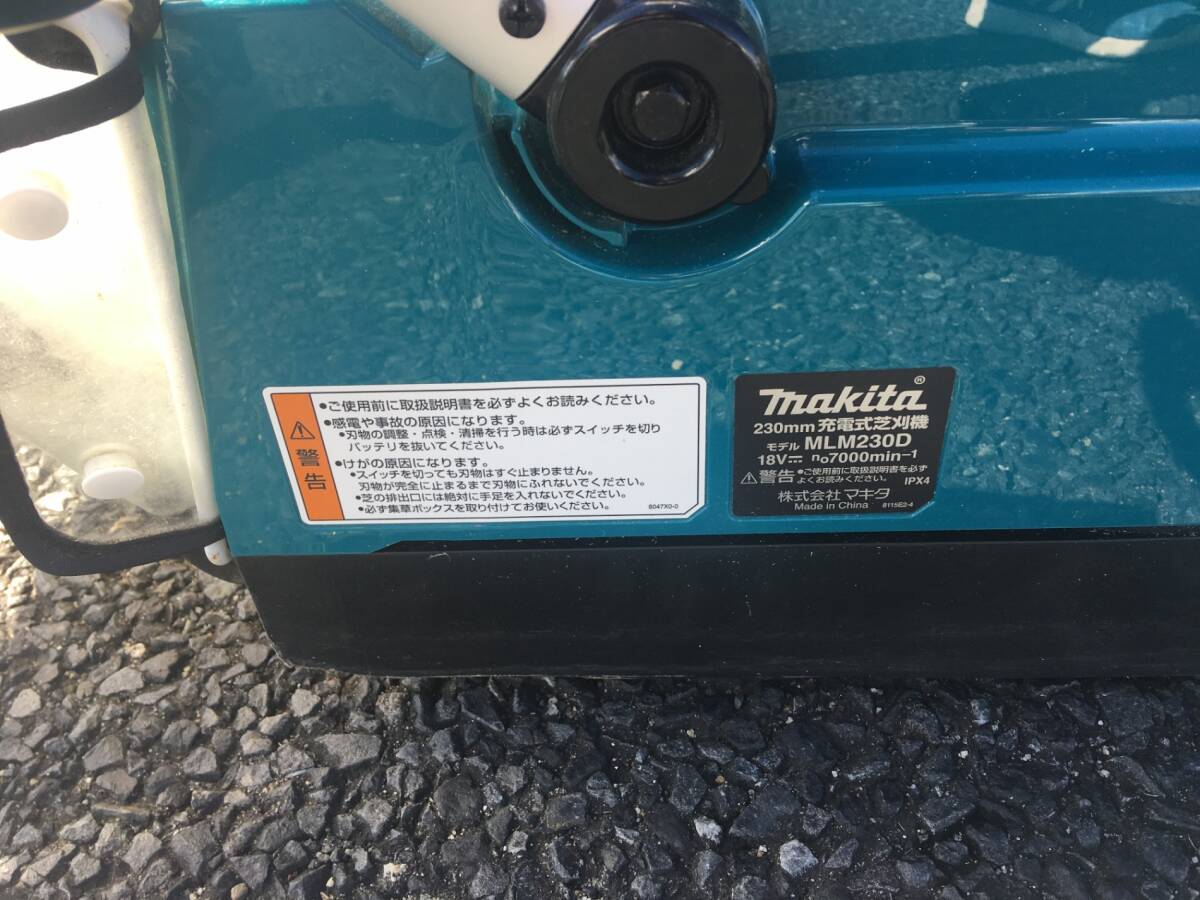 警告
•ご使用前に取扱説明書を必ずよくお読みください。
•感電や事故の原因になります。
•刃物の調整・点検・清掃を行う時は必ずスイッチを切り
バッテリを抜いてください。
•けがの原因になります。
•スイッチを切っても刃物はすぐ止まりません。
刃物が完全に止まるまで刃物にふれないでください。
•芝の排出口には絶対に手足を入れないでください。
•必ず集草ボックスを取り付けてお使いください。
8047X0-0
makita®
230mm 充電式芝刈機
モデル MLM230D
18V⎓ n₀7000min-1
警告 •ご使用前に取扱説明書を必ず
よくお読みください。 IPX4
株式会社 マキタ
Made in China 8115E2-4